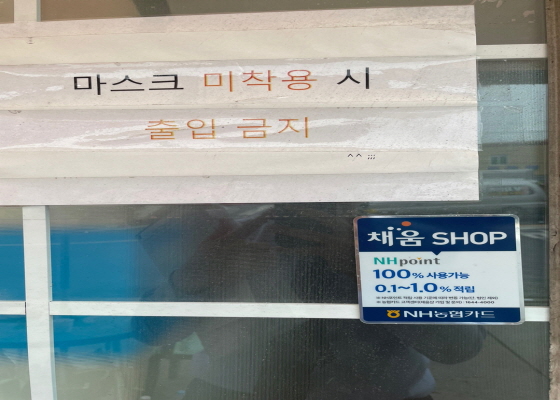 마스크 미착용 시
출입 금지
^^ ;;;
채움 SHOP
NHpoint
100% 사용가능
0.1~1.0% 적립
NH농협카드